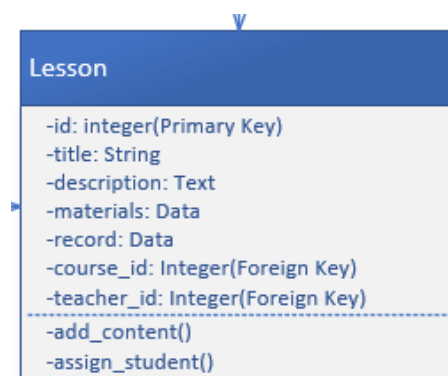 Lesson
-id: integer(Primary Key)
-title: String
-description: Text
-materials: Data
-record: Data
-course_id: Integer(Foreign Key)
-teacher_id: Integer(Foreign Key)
-add_content()
-assign_student()